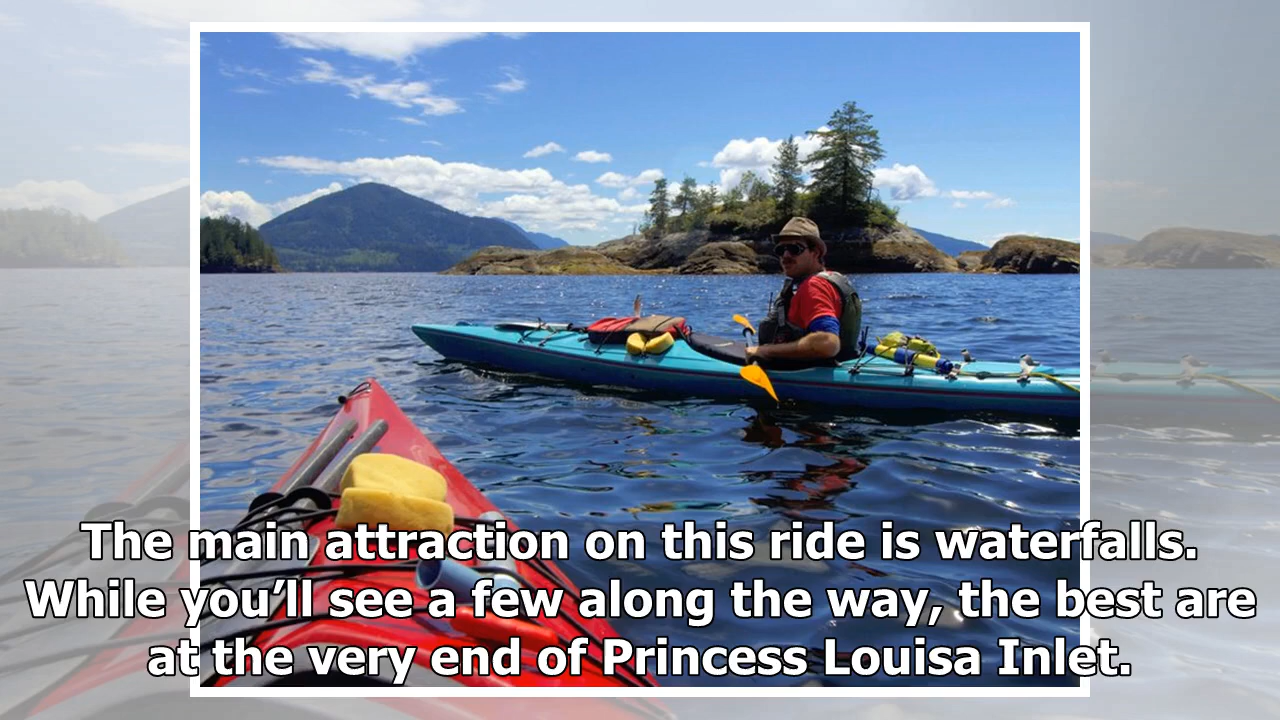 The main attraction on this ride is waterfalls.
While you’ll see a few along the way, the best are
at the very end of Princess Louisa Inlet.